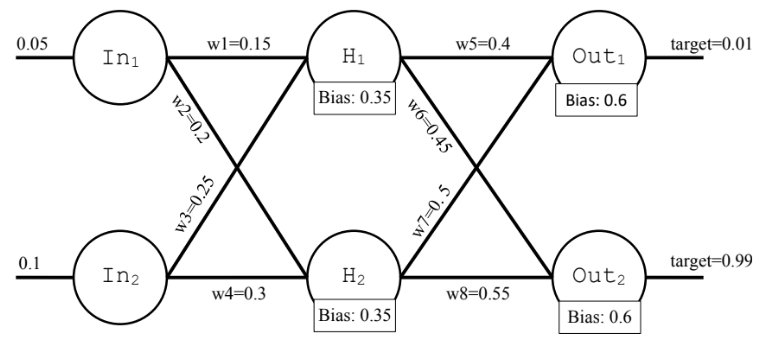 0.05
In₁
w1=0.15
H₁
Bias: 0.35
w5=0.4
Out₁
Bias: 0.6
target=0.01
w2=0.2
w3=0.25
w6=0.45
w7=0. 5
0.1
In₂
w4=0.3
H₂
Bias: 0.35
w8=0.55
Out₂
Bias: 0.6
target=0.99